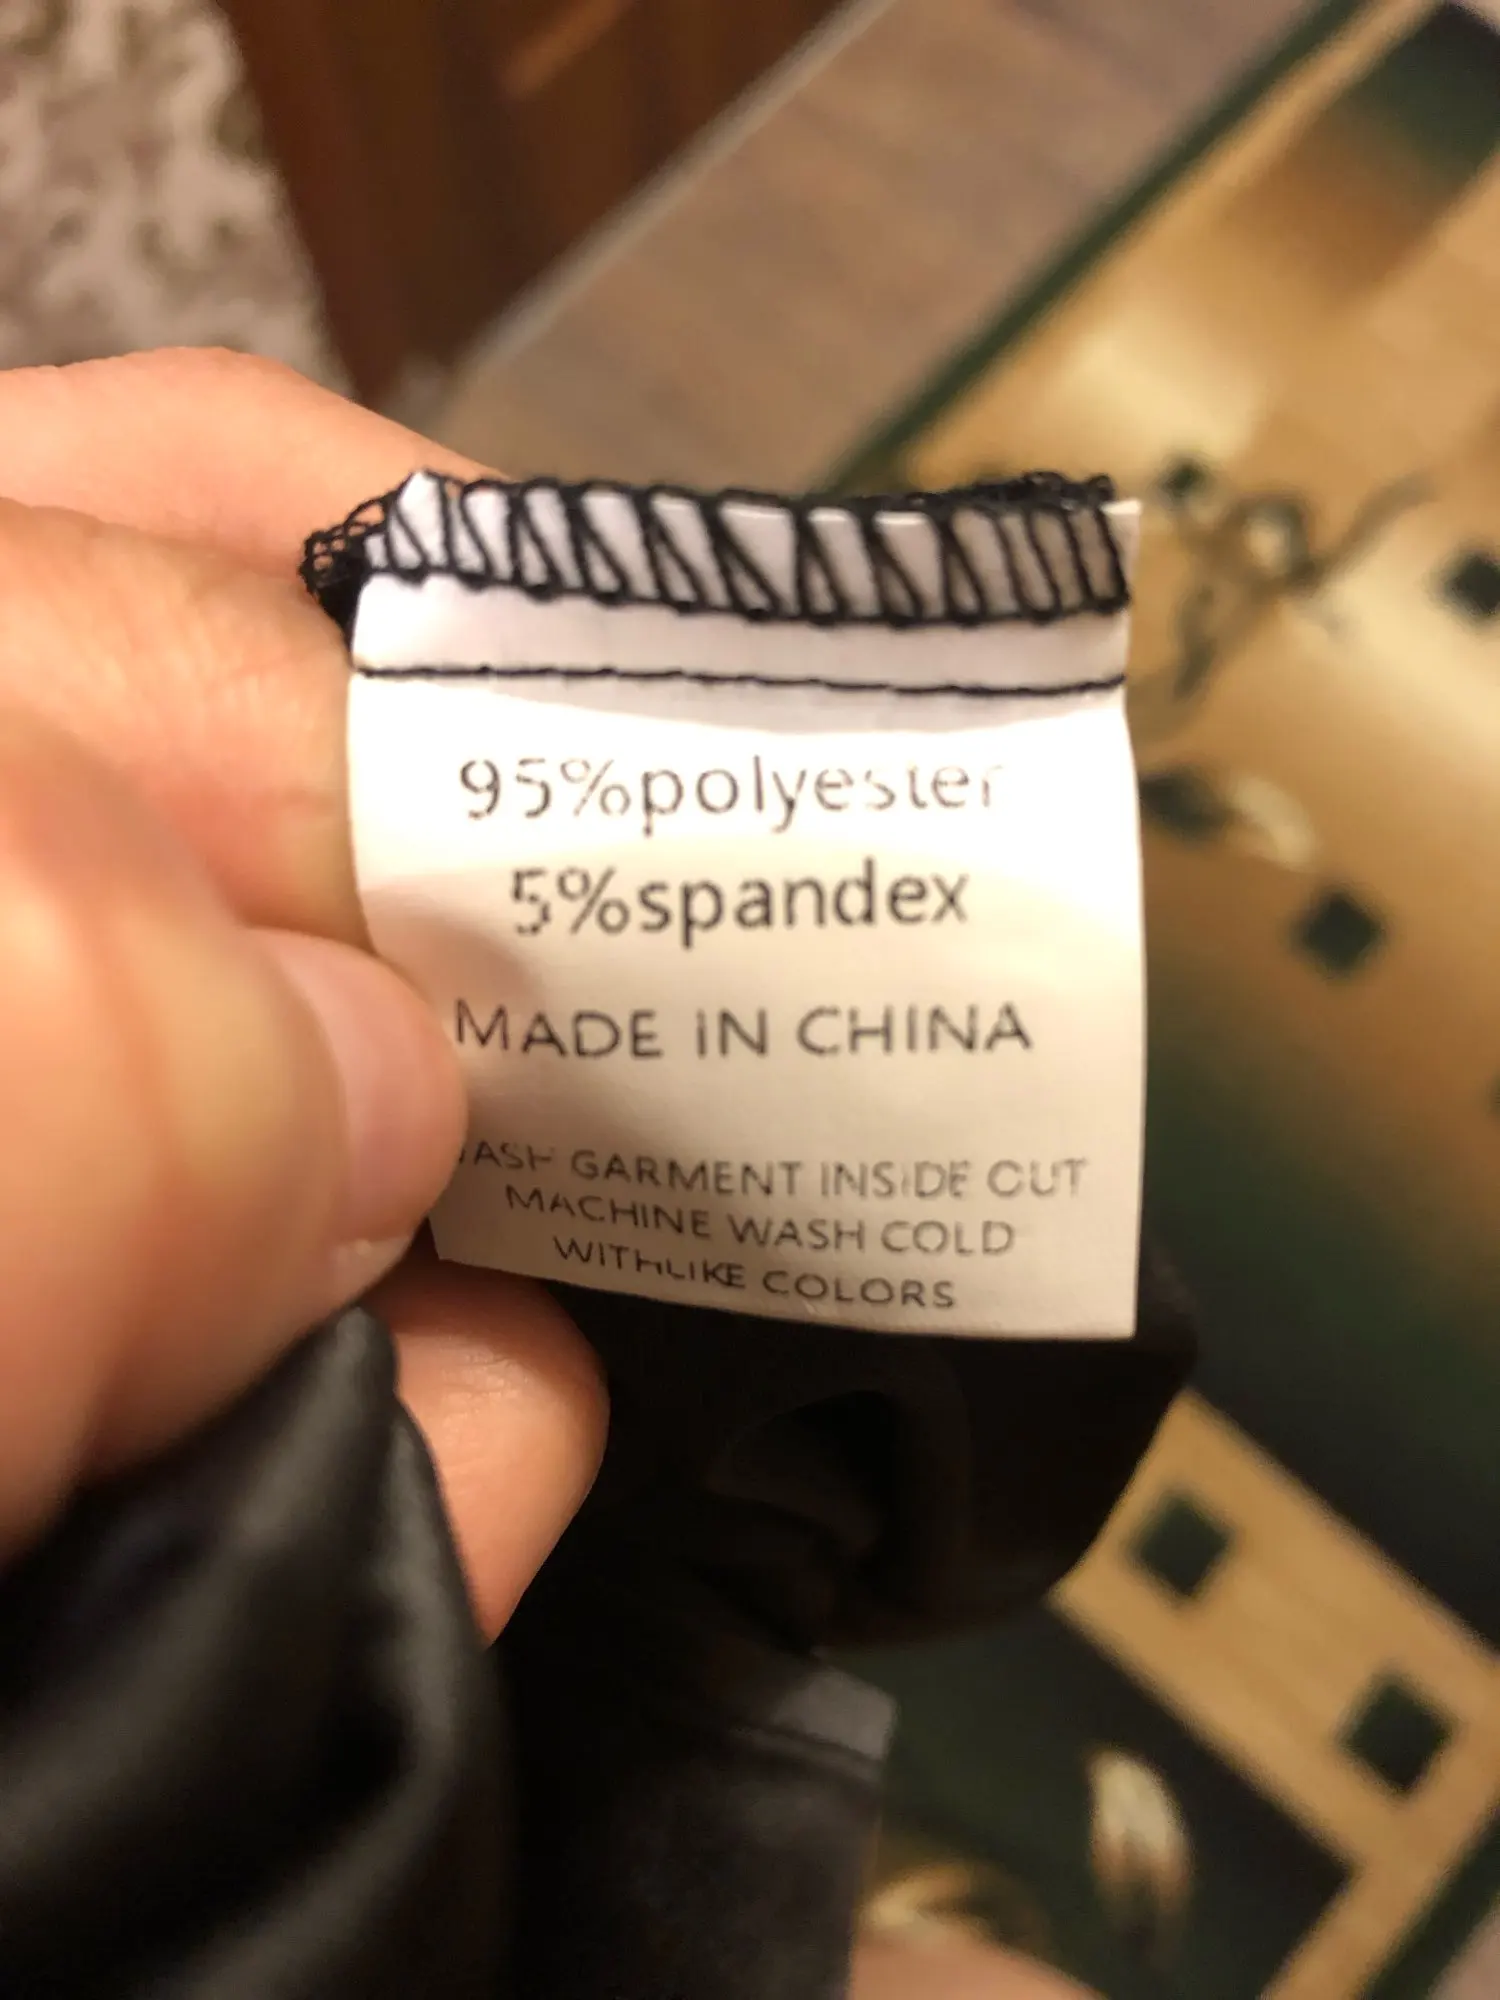 95%polyester
5%spandex
MADE iN CHINA
GARMENT INSIDE OUT
MACHINE WASH COLD
WITHLIKE COLORS